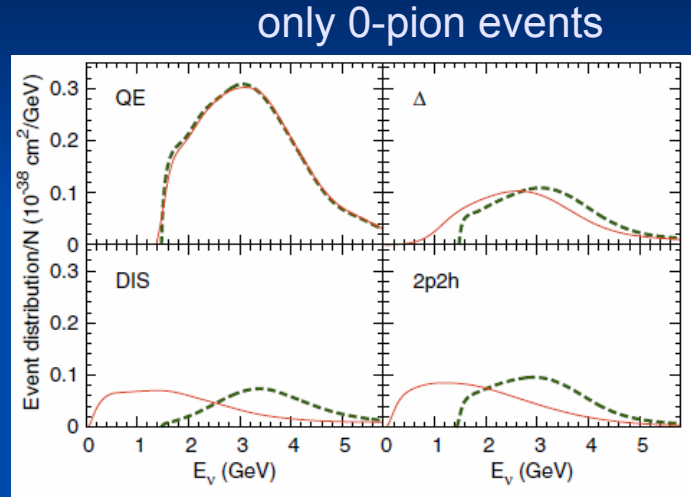 only 0-pion events
Event distribution/N (10⁻³⁸ cm²/GeV)
0.3
0.2
0.1
0
QE
Δ
0.3
0.2
0.1
0
DIS
2p2h
0 1 2 3 4 5
0 1 2 3 4 5
E_ν (GeV)
E_ν (GeV)